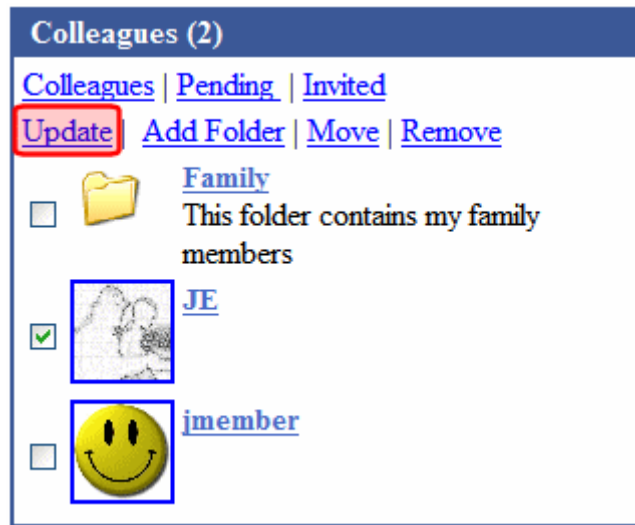 Colleagues (2)
Colleagues | Pending | Invited
Update | Add Folder | Move | Remove
Family
This folder contains my family
members
JE
jmember